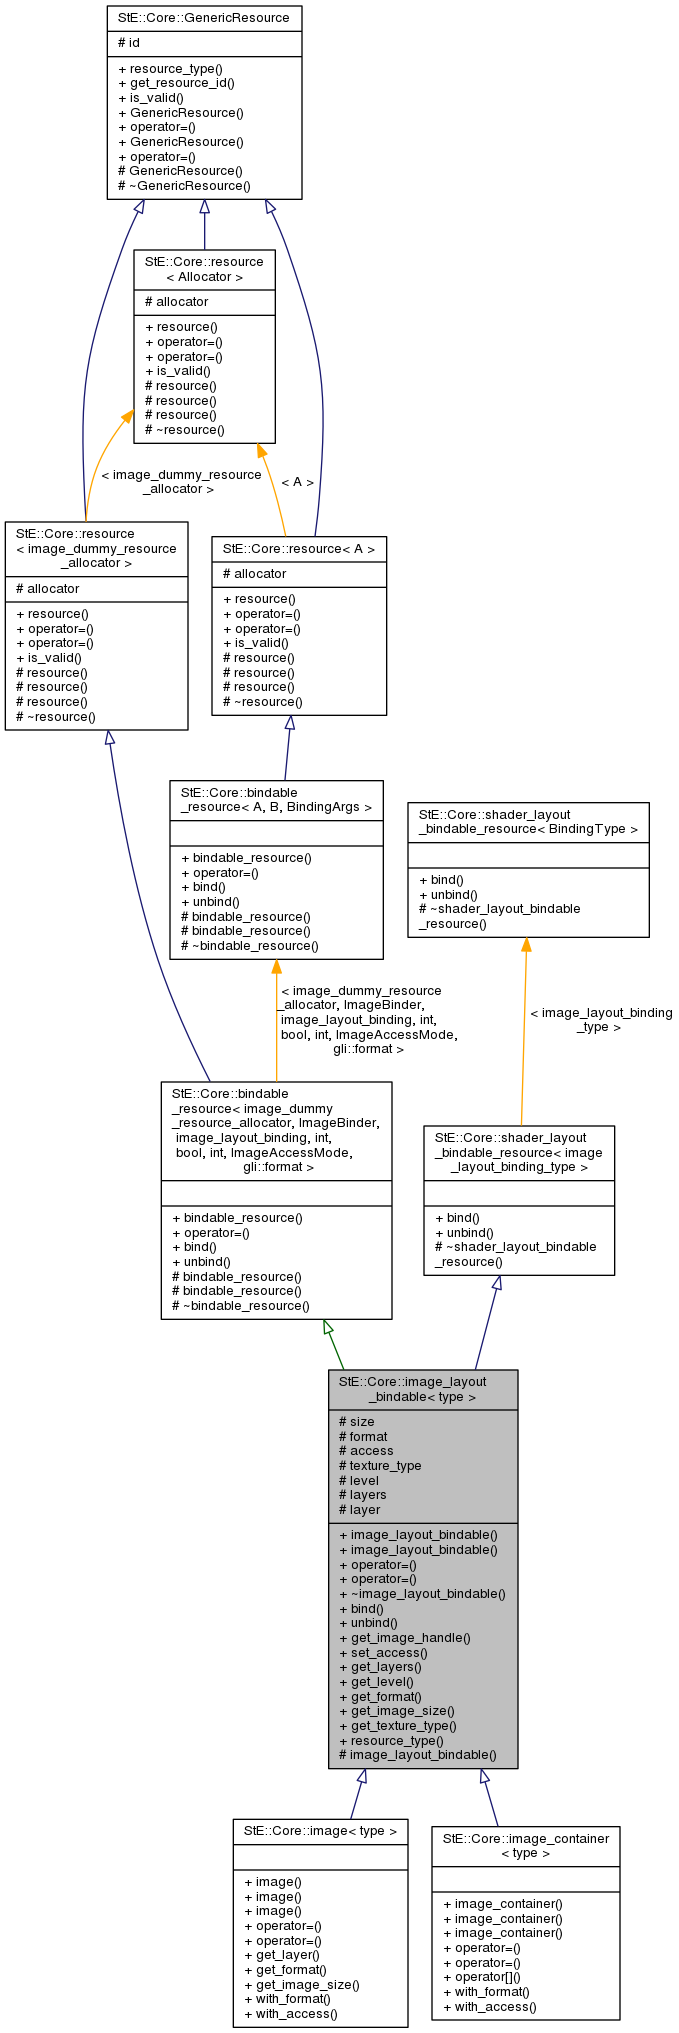 StE::Core::GenericResource
# id
+ resource_type()
+ get_resource_id()
+ is_valid()
+ GenericResource()
+ operator=()
+ GenericResource()
+ operator=()
# GenericResource()
# ~GenericResource()
StE::Core::resource
< Allocator >
# allocator
+ resource()
+ operator=()
+ operator=()
+ is_valid()
# resource()
# resource()
# resource()
# ~resource()
< image_dummy_resource
_allocator >
< A >
StE::Core::resource
< image_dummy_resource
_allocator >
# allocator
+ resource()
+ operator=()
+ operator=()
+ is_valid()
# resource()
# resource()
# resource()
# ~resource()
StE::Core::resource< A >
# allocator
+ resource()
+ operator=()
+ operator=()
+ is_valid()
# resource()
# resource()
# resource()
# ~resource()
StE::Core::bindable
_resource< A, B, BindingArgs >
+ bindable_resource()
+ operator=()
+ bind()
+ unbind()
# bindable_resource()
# bindable_resource()
# ~bindable_resource()
StE::Core::shader_layout
_bindable_resource< BindingType >
+ bind()
+ unbind()
# ~shader_layout_bindable
_resource()
< image_dummy_resource
_allocator, ImageBinder,
image_layout_binding, int,
bool, int, ImageAccessMode,
gli::format >
< image_layout_binding
_type >
StE::Core::bindable
_resource< image_dummy
_resource_allocator, ImageBinder,
image_layout_binding, int,
bool, int, ImageAccessMode,
gli::format >
+ bindable_resource()
+ operator=()
+ bind()
+ unbind()
# bindable_resource()
# bindable_resource()
# ~bindable_resource()
StE::Core::shader_layout
_bindable_resource< image
_layout_binding_type >
+ bind()
+ unbind()
# ~shader_layout_bindable
_resource()
StE::Core::image_layout
_bindable< type >
# size
# format
# access
# texture_type
# level
# layers
# layer
+ image_layout_bindable()
+ image_layout_bindable()
+ operator=()
+ operator=()
+ ~image_layout_bindable()
+ bind()
+ unbind()
+ get_image_handle()
+ set_access()
+ get_layers()
+ get_level()
+ get_format()
+ get_image_size()
+ get_texture_type()
+ resource_type()
# image_layout_bindable()
StE::Core::image< type >
+ image()
+ image()
+ image()
+ operator=()
+ operator=()
+ get_layer()
+ get_format()
+ get_image_size()
+ with_format()
+ with_access()
StE::Core::image_container
< type >
+ image_container()
+ image_container()
+ image_container()
+ operator=()
+ operator=()
+ operator[]()
+ with_format()
+ with_access()